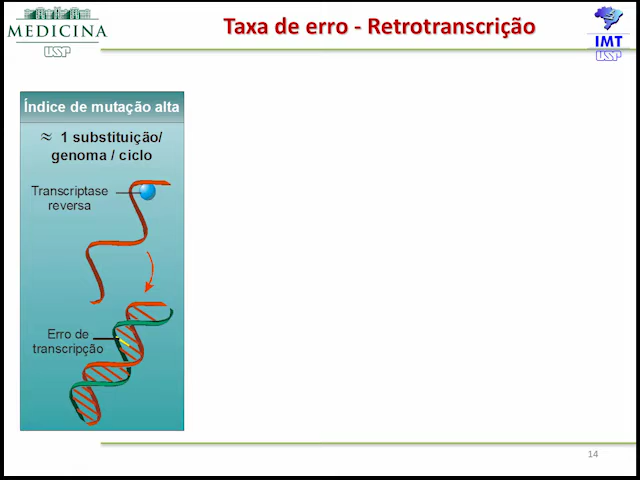 MEDICINA
USP
Taxa de erro - Retrotranscrição
IMT
USP
Índice de mutação alta
≈ 1 substituição/
genoma / ciclo
Transcriptase
reversa
Erro de
transcripção
14